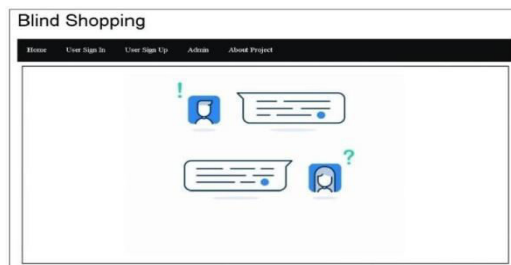 Blind Shopping
Home User Sign In User Sign Up Admin About Project
!
?